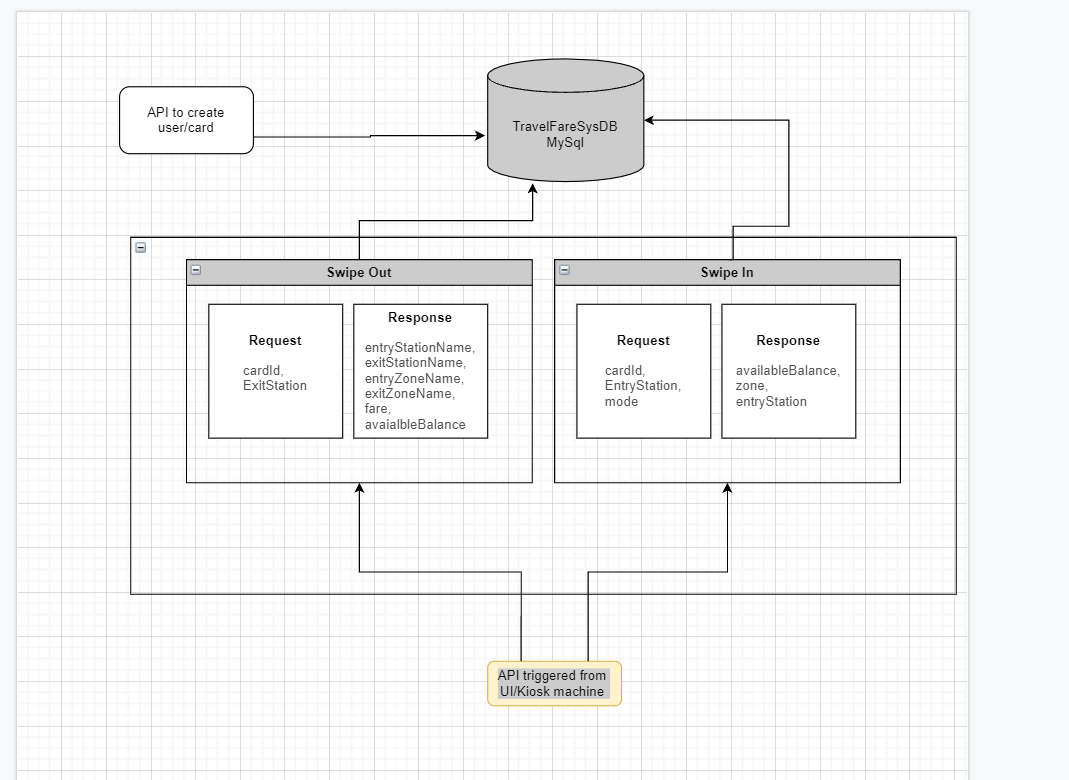 API to create
user/card
TravelFareSysDB
MySql
Swipe Out
Request
cardId,
ExitStation
Response
entryStationName,
exitStationName,
entryZoneName,
exitZoneName,
fare,
avaialbleBalance
Swipe In
Request
cardId,
EntryStation,
mode
Response
availableBalance,
zone,
entryStation
API triggered from
UI/Kiosk machine